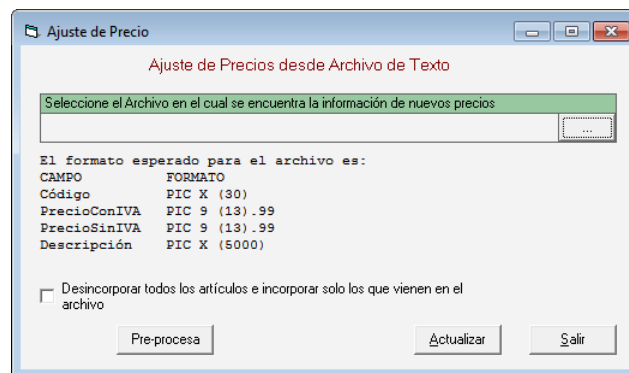 Ajuste de Precio
Ajuste de Precios desde Archivo de Texto
Seleccione el Archivo en el cual se encuentra la información de nuevos precios
...
El formato esperado para el archivo es:
CAMPO FORMATO
Código PIC X (30)
PrecioConIVA PIC 9 (13).99
PrecioSinIVA PIC 9 (13).99
Descripción PIC X (5000)
Desincorporar todos los artículos e incorporar solo los que vienen en el
archivo
Pre-procesa Actualizar Salir